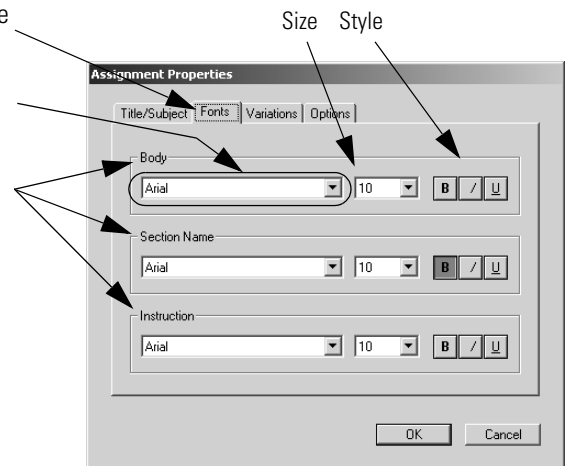 Size Style
Assignment Properties
Title/Subject Fonts Variations Options
Body
Arial 10 B / U
Section Name
Arial 10 B / U
Instruction
Arial 10 B / U
OK Cancel